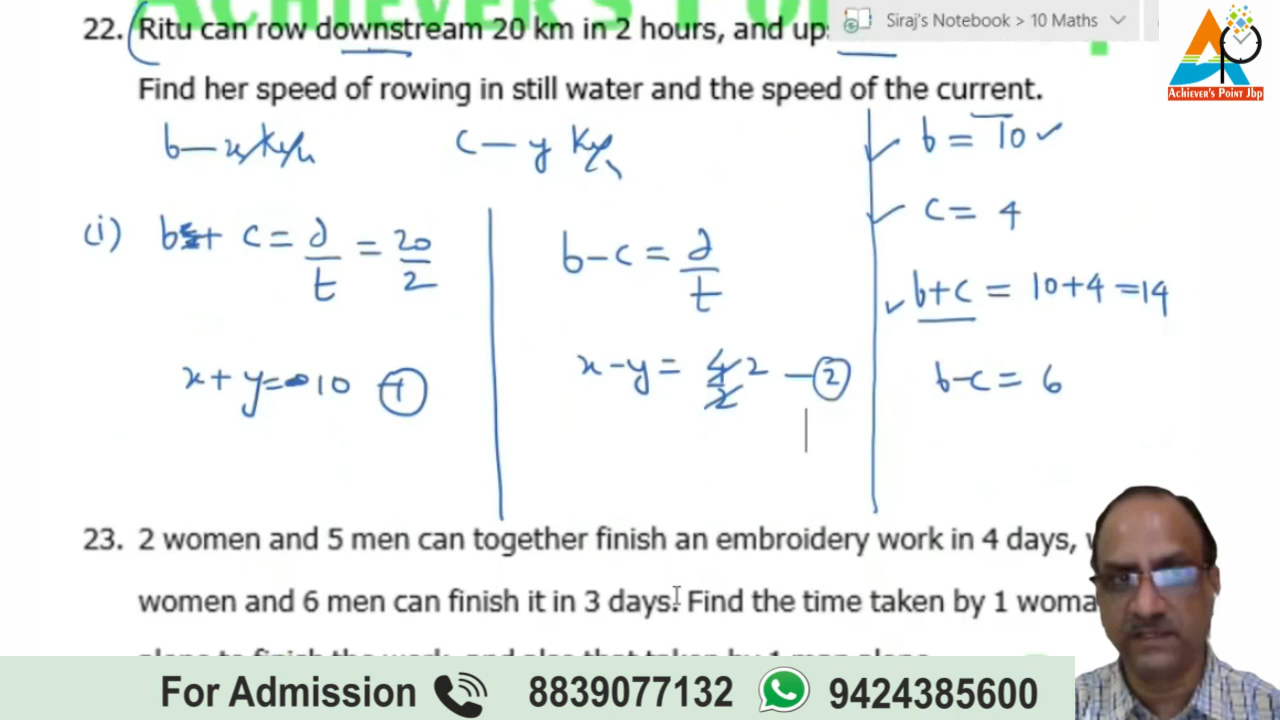 22. Ritu can row downstream 20 km in 2 hours, and up
Siraj's Notebook > 10 Maths
ACHIEVER'S POINT Jbp
Find her speed of rowing in still water and the speed of the current.
b — x km/h c — y km/h b = 10 ✓
c = 4
(i) b + c = d/t = 20/2 b - c = d/t b+c = 10+4 =14
x + y = 10 ① x - y = 4/2 2 — ② b-c = 6
23. 2 women and 5 men can together finish an embroidery work in 4 days,
women and 6 men can finish it in 3 days. Find the time taken by 1 woma
For Admission 8839077132 9424385600